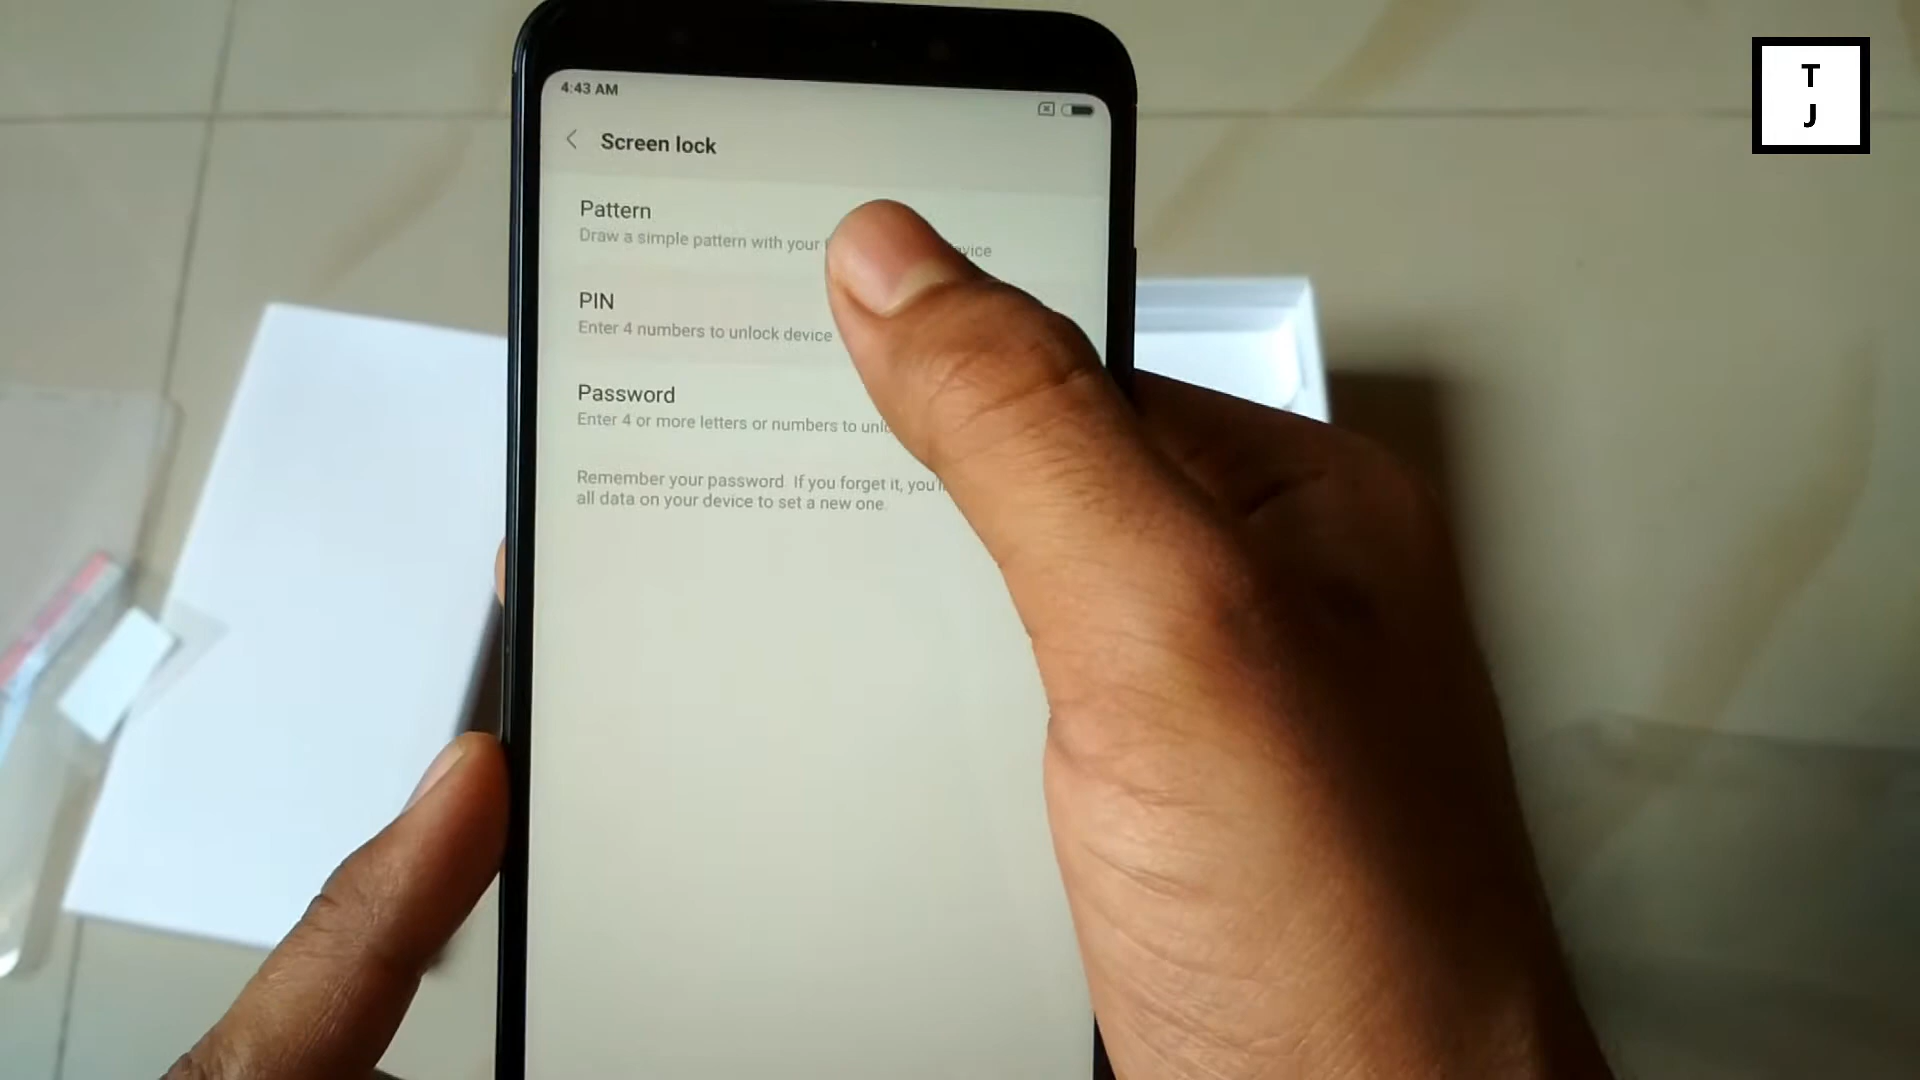 T
J
4:43 AM
Screen lock
Pattern
Draw a simple pattern with your
PIN
Enter 4 numbers to unlock device
Password
Enter 4 or more letters or numbers to
Remember your password. If you forget it,
all data on your device to set a new one.